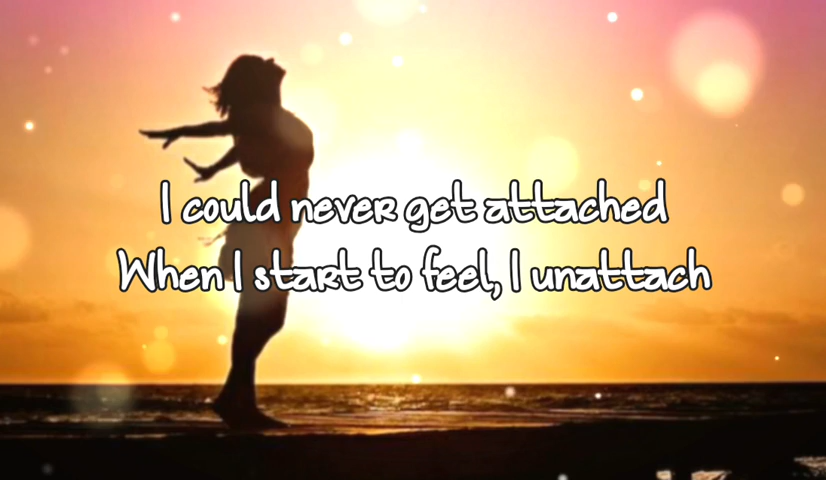 I could never get attached
When I start to feel, I unattach